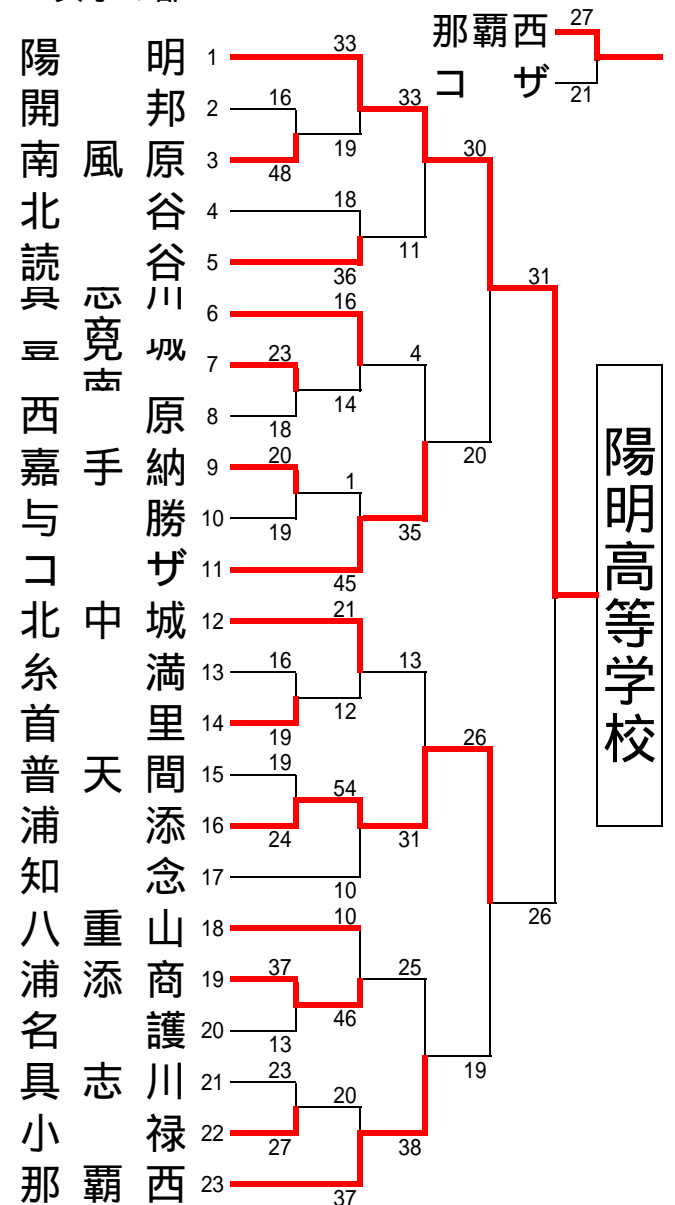 那覇西 27
コザ 21
陽明 1 33
開邦 2 16 33
南風原 3 48 19 30
北谷 4 18
読谷 5 36 11
6 16 31
7 23 4
西原 8 18 14
嘉手納 9 20 1 20
与勝 10 19 35
コザ 11 45
北中城 12 21
糸満 13 16 13
首里 14 19 12 26
普天間 15 19 54
浦添 16 24 31
知念 17 10
八重山 18 10 26
浦添商 19 37 25
名護 20 13 46
具志川 21 23 20 19
小禄 22 27 38
那覇西 23 37
陽明高等学校